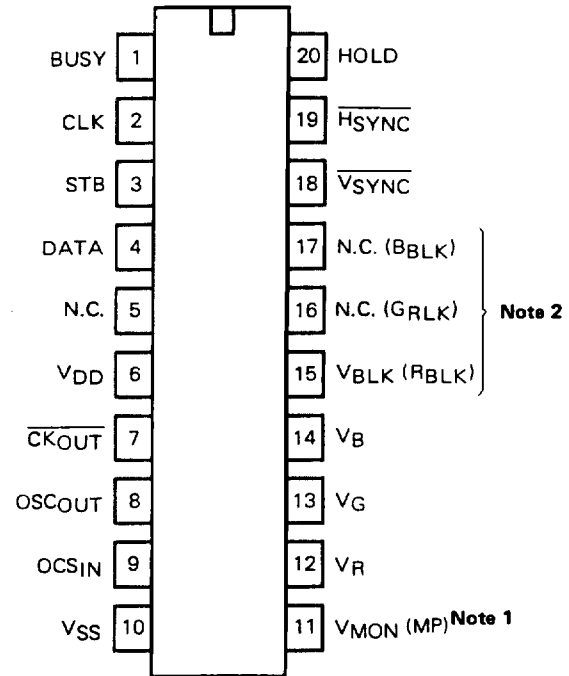 BUSY 1 20 HOLD
CLK 2 19 HSYNC
STB 3 18 VSYNC
DATA 4 17 N.C. (BBLK)
N.C. 5 16 N.C. (GRLK) Note 2
VDD 6 15 VBLK (RBLK)
CKOUT 7 14 VB
OSCOUT 8 13 VG
OCSIN 9 12 VR
VSS 10 11 VMON (MP) Note 1